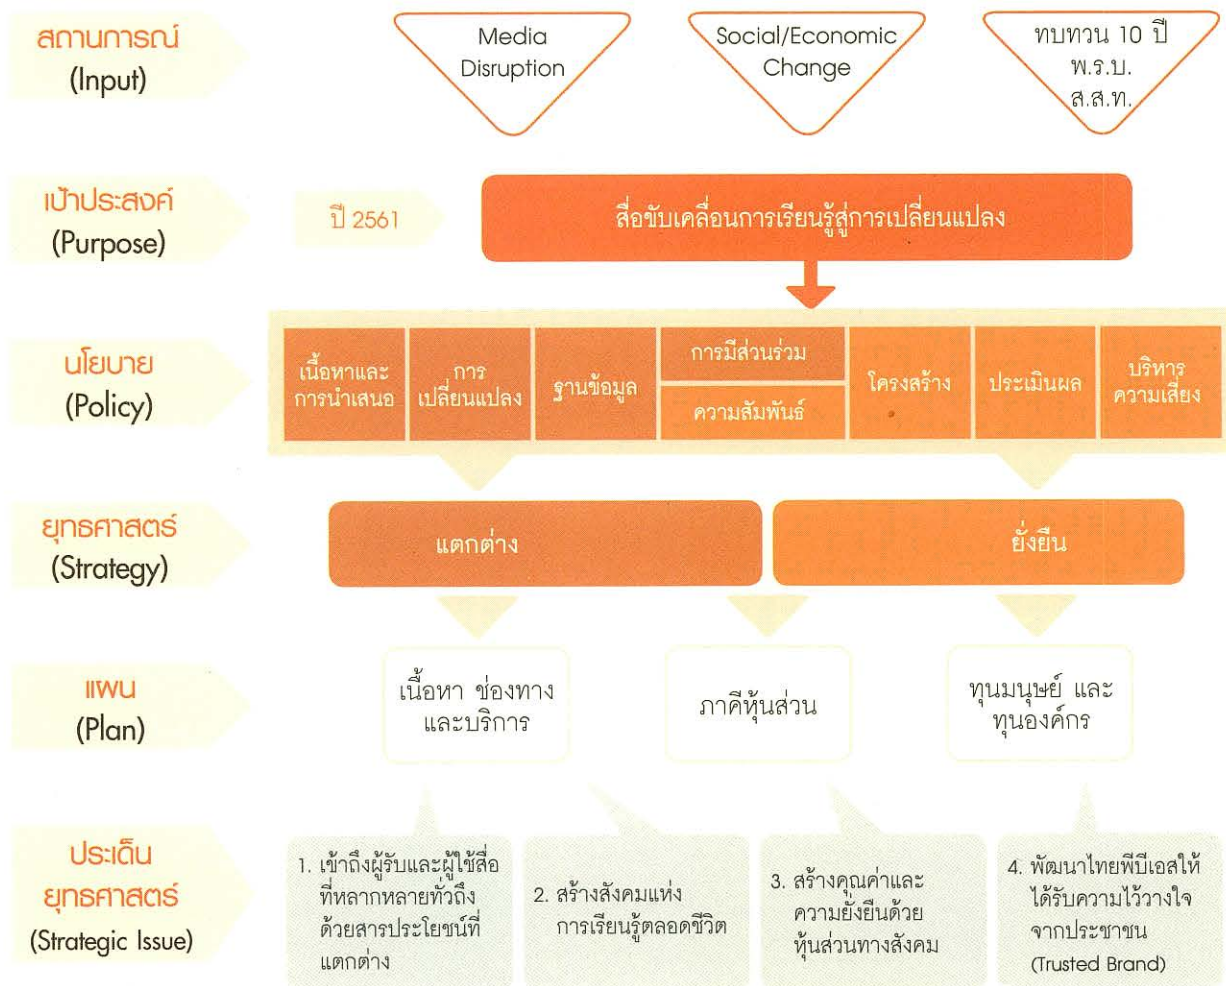 สถานการณ์
(Input)
Media
Disruption
Social/Economic
Change
ทบทวน 10 ปี
พ.ร.บ.
ส.ส.ท.
เป้าประสงค์
(Purpose)
ปี 2561
สื่อขับเคลื่อนการเรียนรู้สู่การเปลี่ยนแปลง
นโยบาย
(Policy)
เนื้อหาและ
การนำเสนอ
การ
เปลี่ยนแปลง
ฐานข้อมูล
การมีส่วนร่วม
ความสัมพันธ์
โครงสร้าง
ประเมินผล
บริหาร
ความเสี่ยง
ยุทธศาสตร์
(Strategy)
แตกต่าง
ยั่งยืน
แผน
(Plan)
เนื้อหา ช่องทาง
และบริการ
ภาคีหุ้นส่วน
ทุนมนุษย์ และ
ทุนองค์กร
ประเด็น
ยุทธศาสตร์
(Strategic Issue)
1. เข้าถึงผู้รับและผู้ใช้สื่อ
ที่หลากหลายทั่วถึง
ด้วยสารประโยชน์ที่
แตกต่าง
2. สร้างสังคมแห่ง
การเรียนรู้ตลอดชีวิต
3. สร้างคุณค่าและ
ความยั่งยืนด้วย
หุ้นส่วนทางสังคม
4. พัฒนาไทยพีบีเอสให้
ได้รับความไว้วางใจ
จากประชาชน
(Trusted Brand)